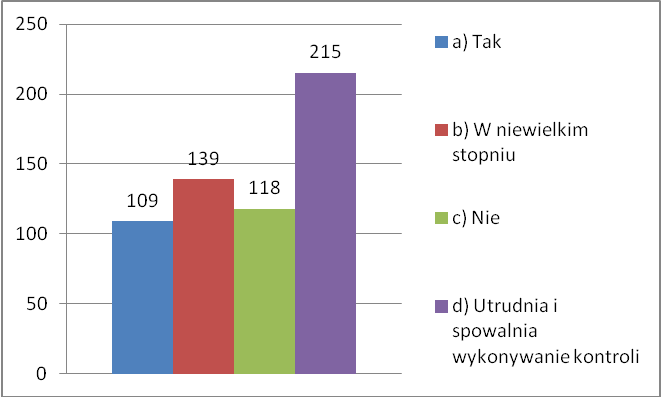 250
200
150
100
50
0
109
139
118
215
a) Tak
b) W niewielkim
stopniu
c) Nie
d) Utrudnia i
spowalnia
wykonywanie kontroli